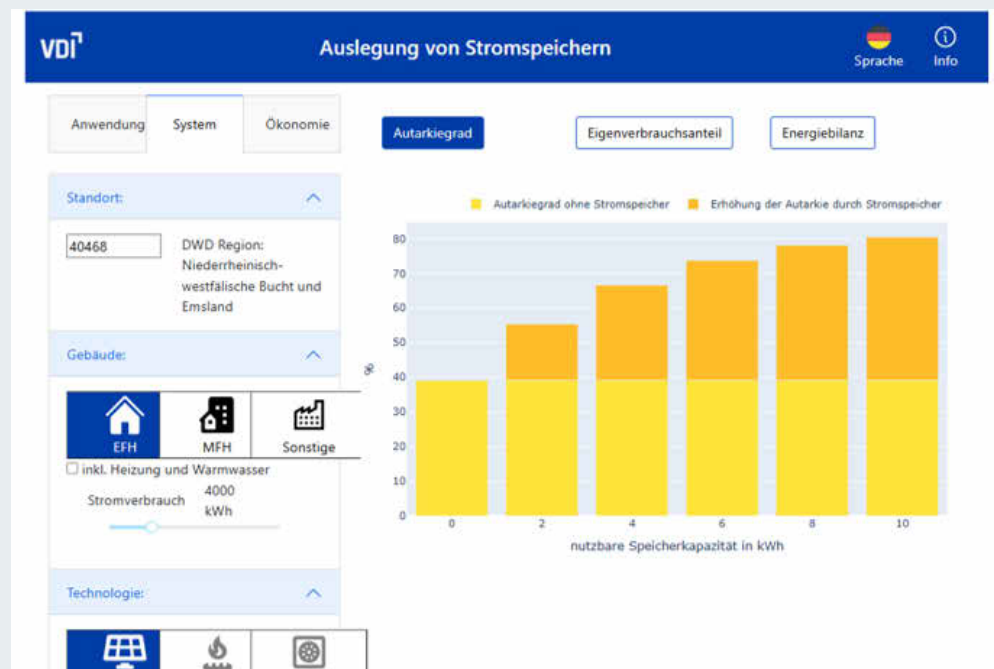 VDI
Auslegung von Stromspeichern
Sprache
Info
Anwendung
System
Ökonomie
Autarkiegrad
Eigenverbrauchsanteil
Energiebilanz
Standort:
40468
DWD Region:
Niederrheinisch-
westfälische Bucht und
Emsland
Gebäude:
EFH
MFH
Sonstige
inkl. Heizung und Warmwasser
Stromverbrauch
4000
kWh
Technologie:
Autarkiegrad ohne Stromspeicher
Erhöhung der Autarkie durch Stromspeicher
80
70
60
50
40
30
20
10
0
%
0 2 4 6 8 10
nutzbare Speicherkapazität in kWh